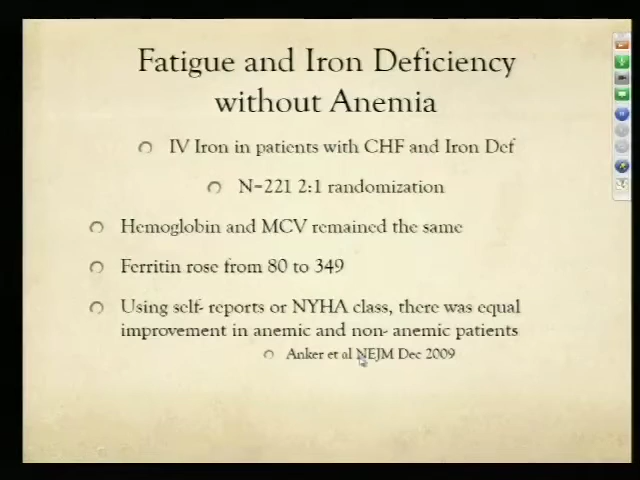 Fatigue and Iron Deficiency
without Anemia
IV Iron in patients with CHF and Iron Def
N=221 2:1 randomization
Hemoglobin and MCV remained the same
Ferritin rose from 80 to 349
Using self- reports or NYHA class, there was equal
improvement in anemic and non- anemic patients
Anker et al NEJM Dec 2009